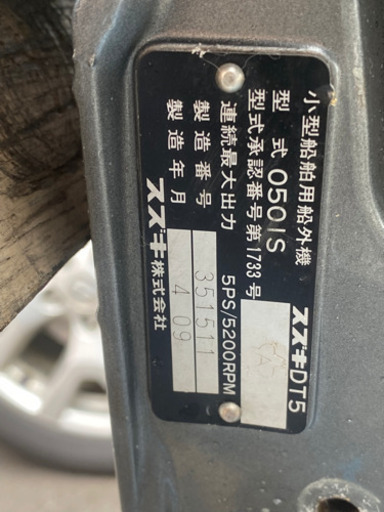 小型船舶用船外機 スズキDT5
型式 0501S
型式承認番号第1733号
連続最大出力 5PS/5200RPM
製造番号 351511
製造年月 4 09
スズキ株式会社